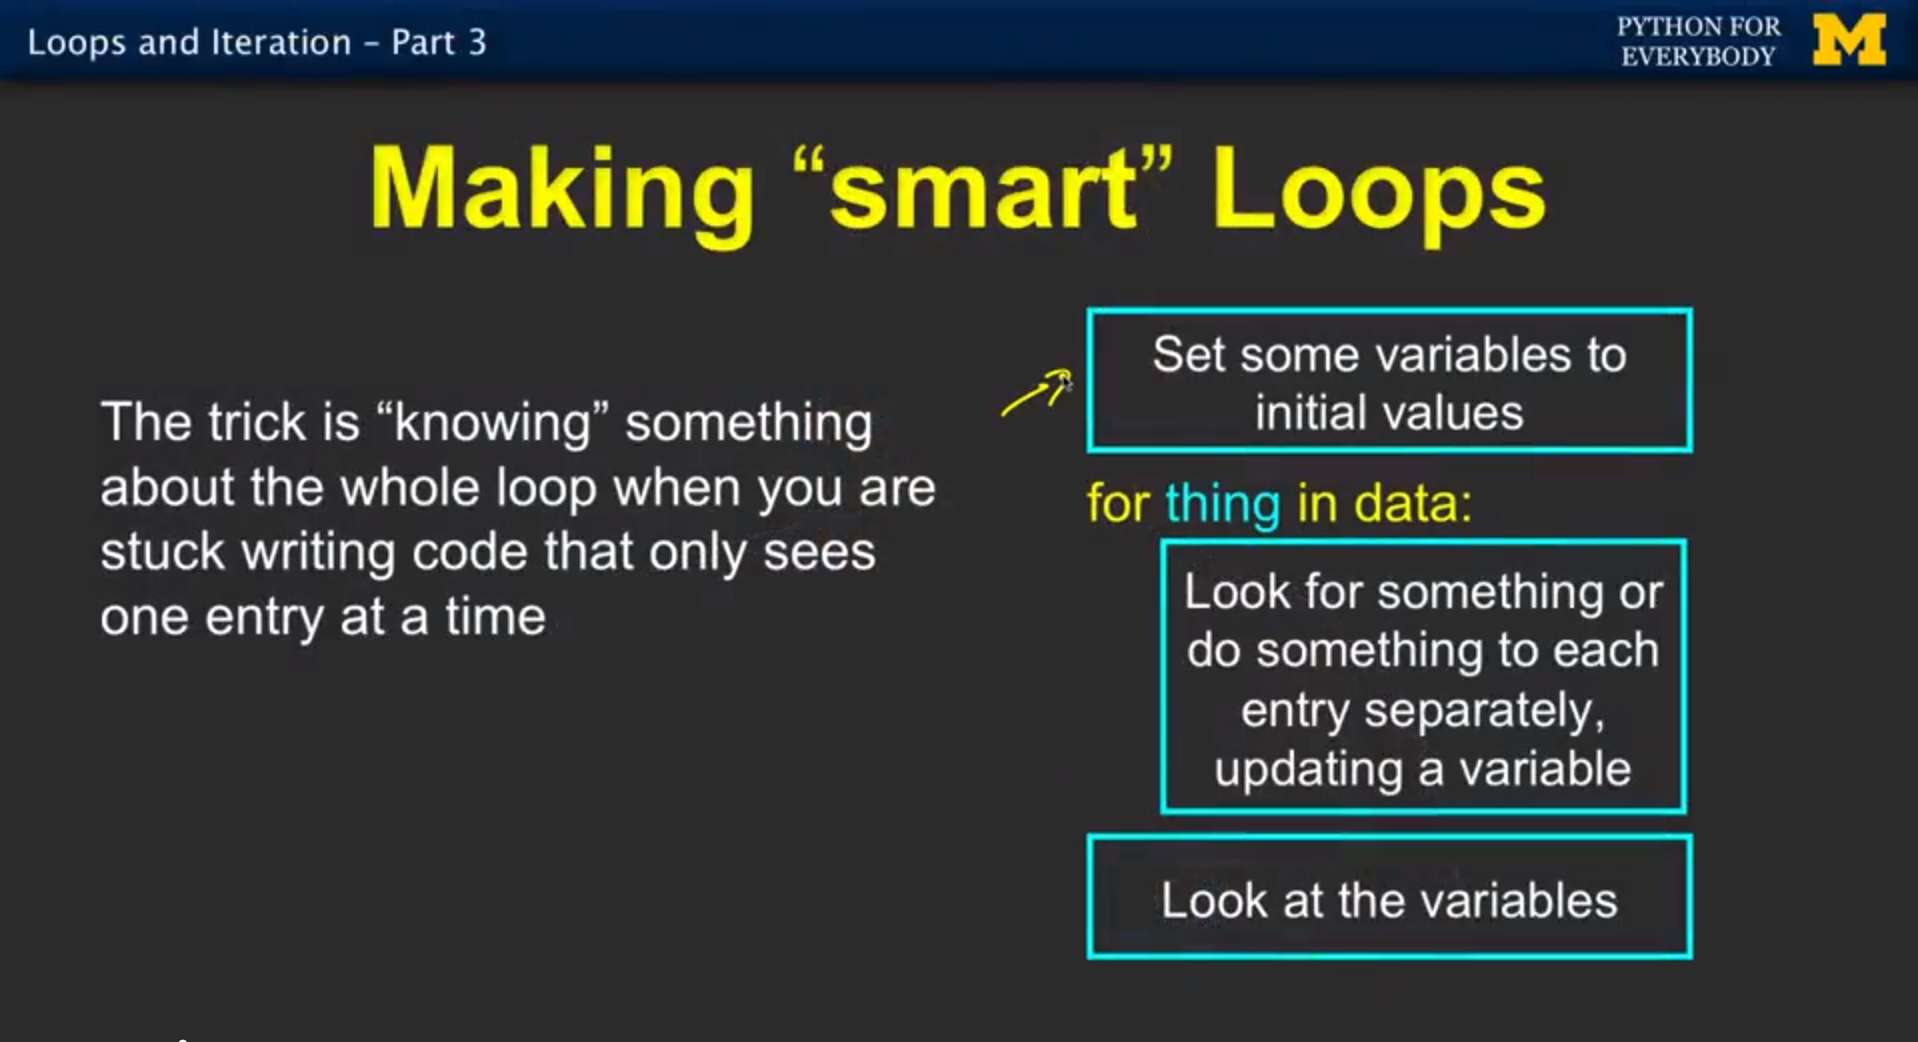 Loops and Iteration – Part 3
PYTHON FOR
EVERYBODY
M
Making “smart” Loops
The trick is “knowing” something
about the whole loop when you are
stuck writing code that only sees
one entry at a time
Set some variables to
initial values
for thing in data:
Look for something or
do something to each
entry separately,
updating a variable
Look at the variables